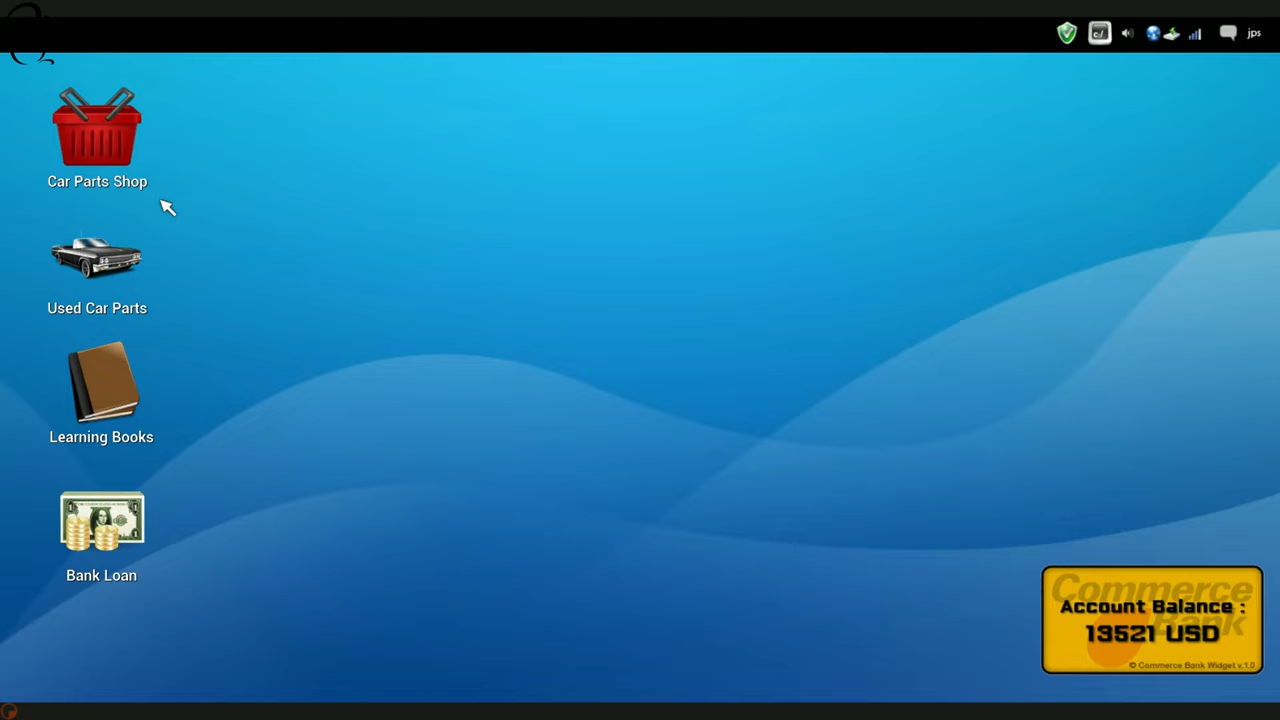 c:/
jps
Car Parts Shop
Used Car Parts
Learning Books
Bank Loan
Commerce
Bank
Account Balance :
13521 USD
© Commerce Bank Widget v.1.0